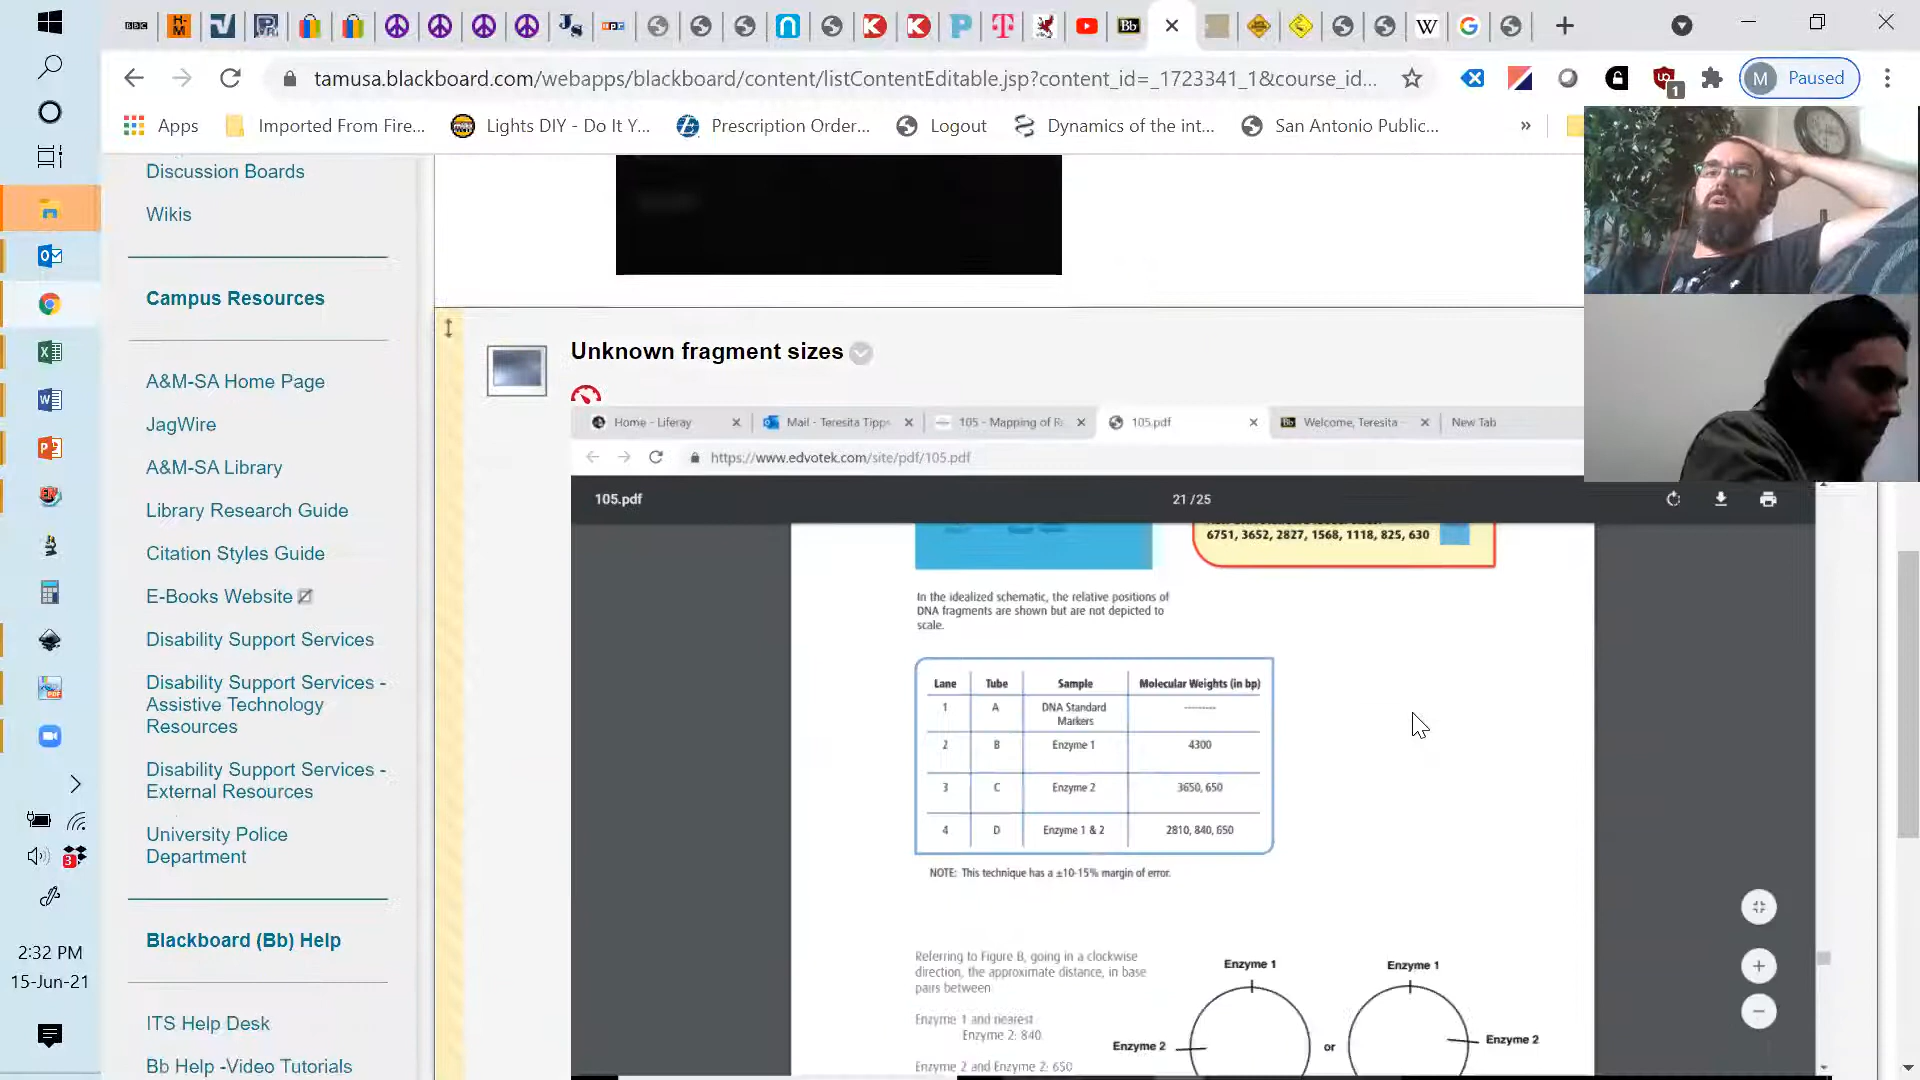 BBC
H-M
Bb
W
G
tamusa.blackboard.com/webapps/blackboard/content/listContentEditable.jsp?content_id=_1723341_1&course_id...
1
M
Paused
Apps
Imported From Fire...
Lights DIY - Do It Y...
Prescription Order...
Logout
Dynamics of the int...
San Antonio Public...
»
Discussion Boards
Wikis
Campus Resources
A&M-SA Home Page
JagWire
A&M-SA Library
Library Research Guide
Citation Styles Guide
E-Books Website
Disability Support Services
Disability Support Services -
Assistive Technology
Resources
Disability Support Services -
External Resources
University Police
Department
Blackboard (Bb) Help
ITS Help Desk
Bb Help -Video Tutorials
3
2:32 PM
15-Jun-21
Unknown fragment sizes
Home - Liferay
Mail - Teresita Tipps
105 - Mapping of R
105.pdf
Bb
Welcome, Teresita -
New Tab
https://www.edvotek.com/site/pdf/105.pdf
105.pdf
21 /25
6751, 3652, 2827, 1568, 1118, 825, 630
In the idealized schematic, the relative positions of
DNA fragments are shown but are not depicted to
scale.
Lane Tube Sample Molecular Weights (in bp)
1 A DNA Standard Markers ---------
2 B Enzyme 1 4300
3 C Enzyme 2 3650, 650
4 D Enzyme 1 & 2 2810, 840, 650
NOTE: This technique has a ±10-15% margin of error.
Referring to Figure B, going in a clockwise
direction, the approximate distance, in base
pairs between
Enzyme 1 and nearest
Enzyme 2: 840
Enzyme 2 and Enzyme 2: 650
Enzyme 1
Enzyme 1
Enzyme 2
or
Enzyme 2